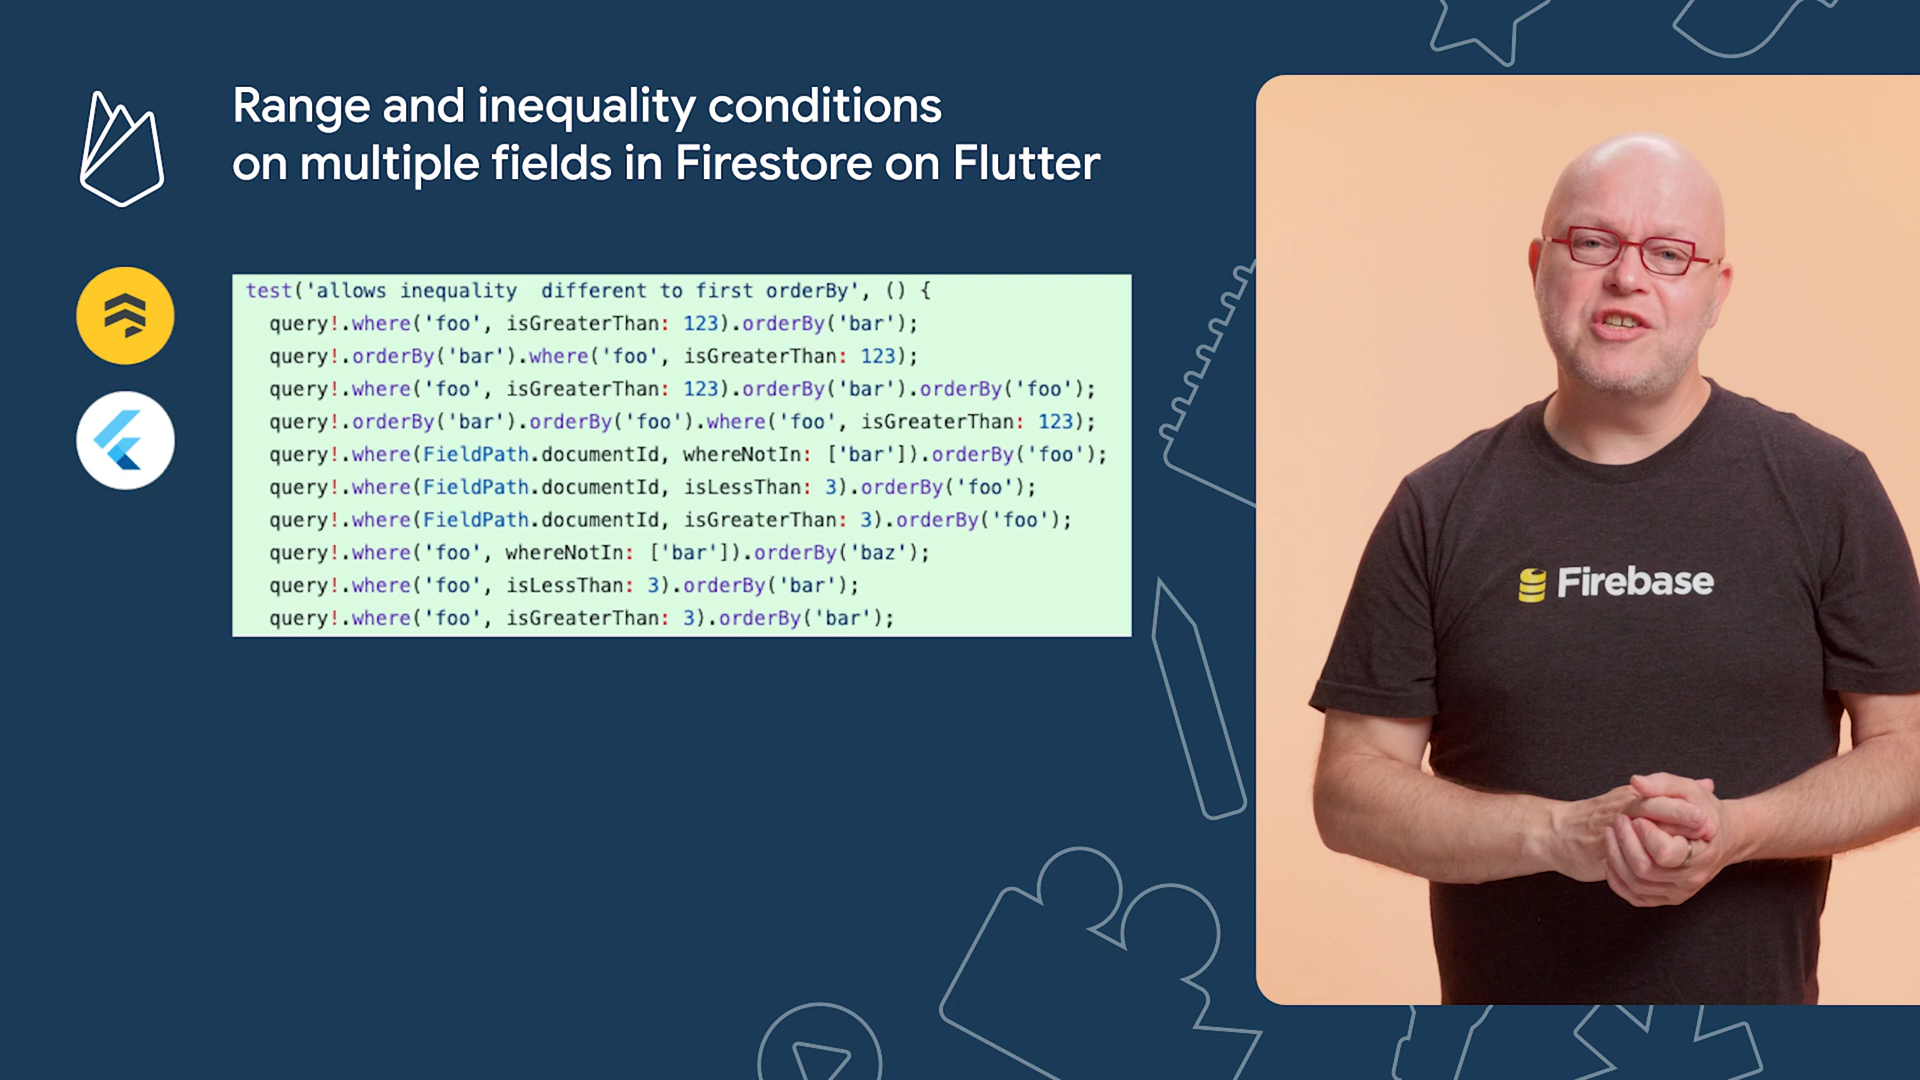 Range and inequality conditions
on multiple fields in Firestore on Flutter
test('allows inequality  different to first orderBy', () {
  query!.where('foo', isGreaterThan: 123).orderBy('bar');
  query!.orderBy('bar').where('foo', isGreaterThan: 123);
  query!.where('foo', isGreaterThan: 123).orderBy('bar').orderBy('foo');
  query!.orderBy('bar').orderBy('foo').where('foo', isGreaterThan: 123);
  query!.where(FieldPath.documentId, whereNotIn: ['bar']).orderBy('foo');
  query!.where(FieldPath.documentId, isLessThan: 3).orderBy('foo');
  query!.where(FieldPath.documentId, isGreaterThan: 3).orderBy('foo');
  query!.where('foo', whereNotIn: ['bar']).orderBy('baz');
  query!.where('foo', isLessThan: 3).orderBy('bar');
  query!.where('foo', isGreaterThan: 3).orderBy('bar');
Firebase